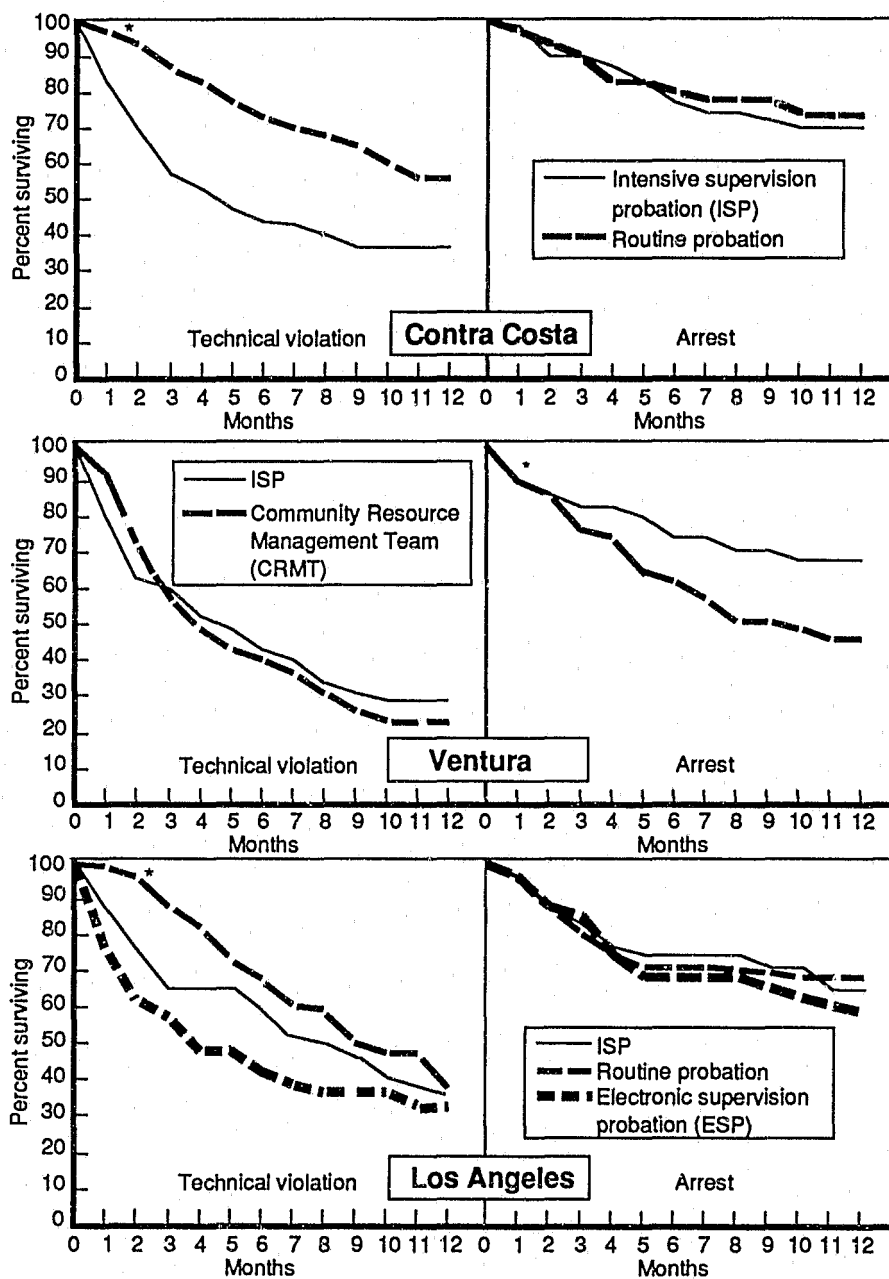 Percent surviving
100
90
80
70
60
50
40
30
20
10
0
*
Technical violation
0 1 2 3 4 5 6 7 8 9 10 11 12
Months
Contra Costa
Intensive supervision
probation (ISP)
Routine probation
Arrest
0 1 2 3 4 5 6 7 8 9 10 11 12
Months
Percent surviving
100
90
80
70
60
50
40
30
20
10
0
ISP
Community Resource
Management Team
(CRMT)
Technical violation
0 1 2 3 4 5 6 7 8 9 10 11 12
Months
Ventura
*
Arrest
0 1 2 3 4 5 6 7 8 9 10 11 12
Months
Percent surviving
100
90
80
70
60
50
40
30
20
10
0
*
Technical violation
0 1 2 3 4 5 6 7 8 9 10 11 12
Months
Los Angeles
ISP
Routine probation
Electronic supervision
probation (ESP)
Arrest
0 1 2 3 4 5 6 7 8 9 10 11 12
Months